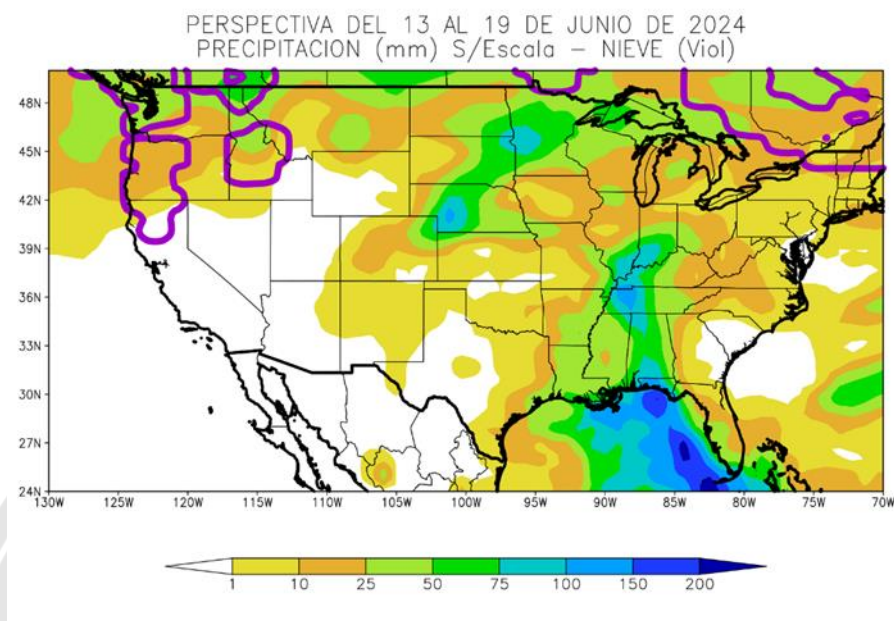 PERSPECTIVA DEL 13 AL 19 DE JUNIO DE 2024
PRECIPITACION (mm) S/Escala – NIEVE (Viol)
48N
45N
42N
39N
36N
33N
30N
27N
24N
130W 125W 120W 115W 110W 105W 100W 95W 90W 85W 80W 75W 70W
1 10 25 50 75 100 150 200